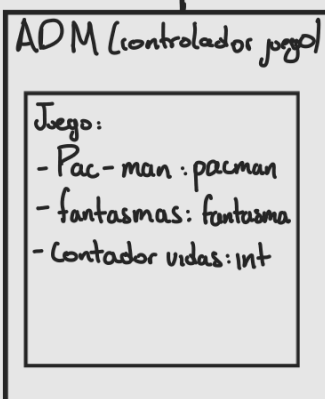 ADM (controlador juego)
Juego:
- Pac-man: pacman
- fantasmas: fantasma
- Contador vidas: int